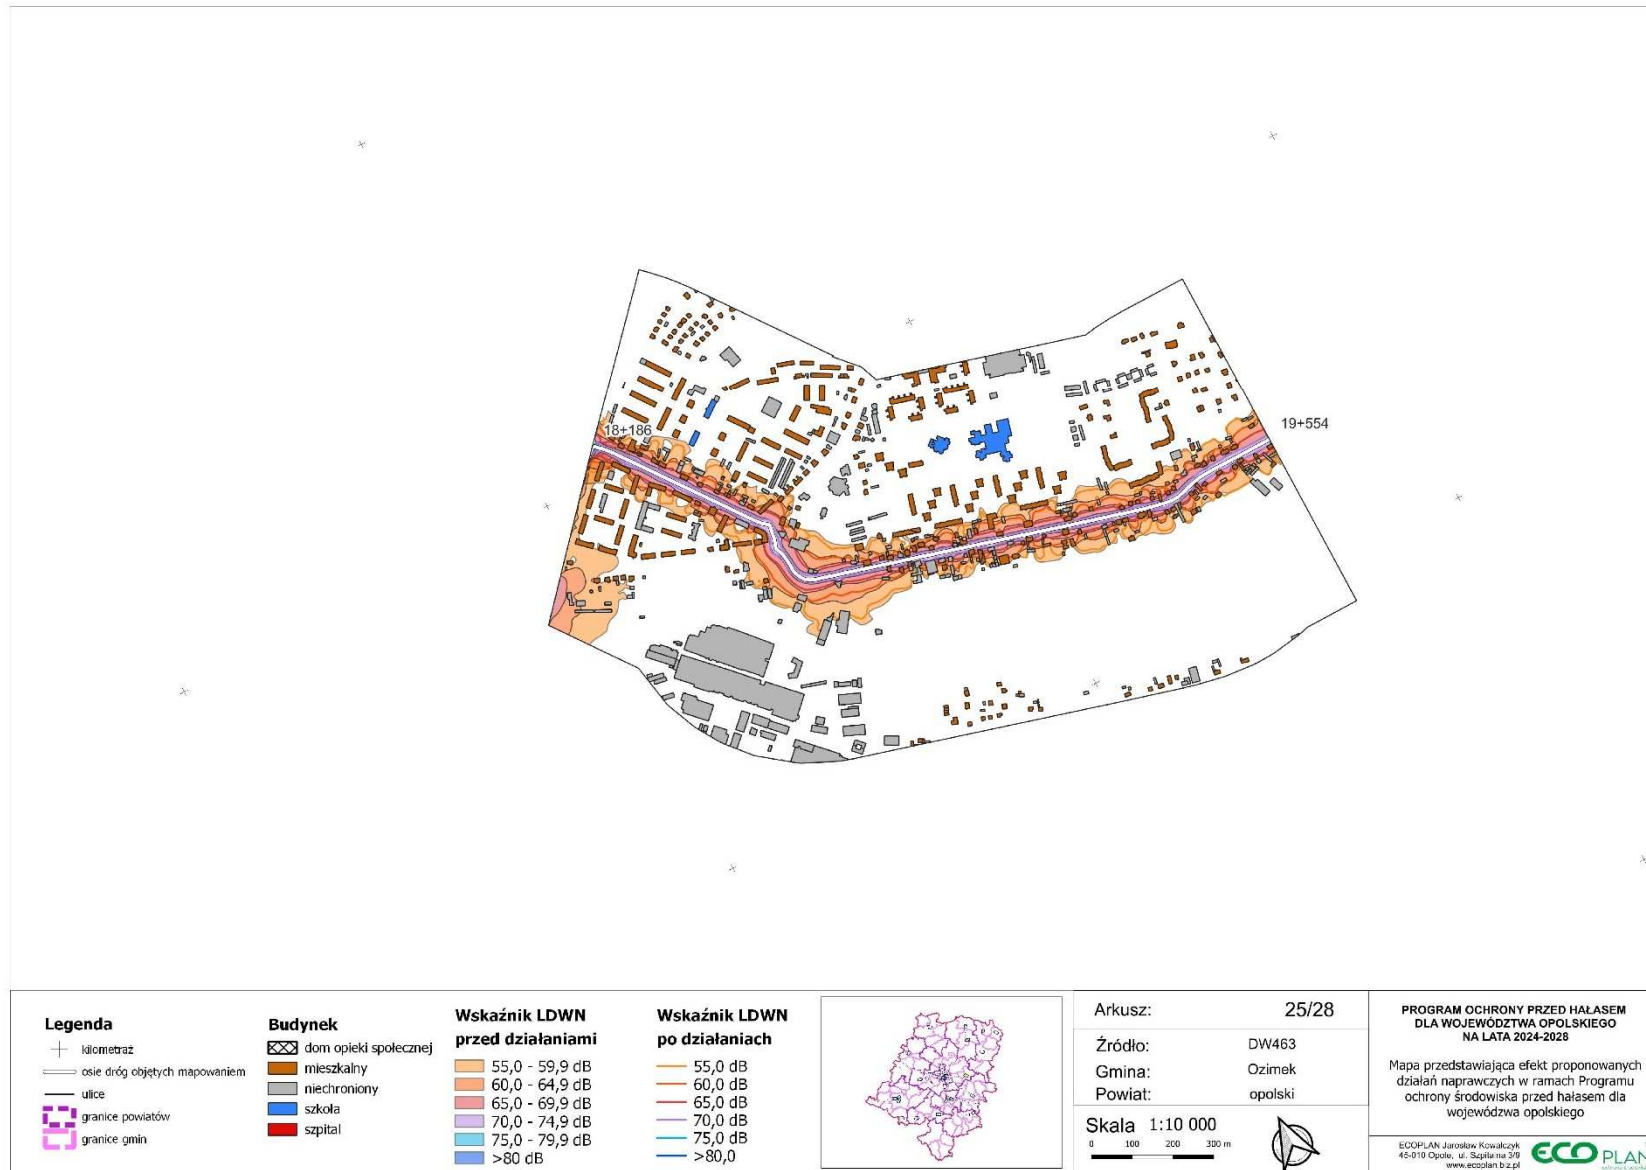 18+186
19+554
Legenda
kilometraż
osie dróg objętych mapowaniem
ulice
granice powiatów
granice gmin
Budynek
dom opieki społecznej
mieszkalny
niechroniony
szkoła
szpital
Wskaźnik LDWN
przed działaniami
55,0 - 59,9 dB
60,0 - 64,9 dB
65,0 - 69,9 dB
70,0 - 74,9 dB
75,0 - 79,9 dB
>80 dB
Wskaźnik LDWN
po działaniach
55,0 dB
60,0 dB
65,0 dB
70,0 dB
75,0 dB
>80,0
Arkusz: 25/28
Źródło: DW463
Gmina: Ozimek
Powiat: opolski
Skala 1:10 000
0 100 200 300 m
PROGRAM OCHRONY PRZED HAŁASEM
DLA WOJEWÓDZTWA OPOLSKIEGO
NA LATA 2024-2028
Mapa przedstawiająca efekt proponowanych
działań naprawczych w ramach Programu
ochrony środowiska przed hałasem dla
wojewódzwa opolskiego
ECOPLAN Jarosław Kowalczyk
45-010 Opole, ul. Szpitalna 3/9
www.ecoplan.biz.pl
ECO PLAN